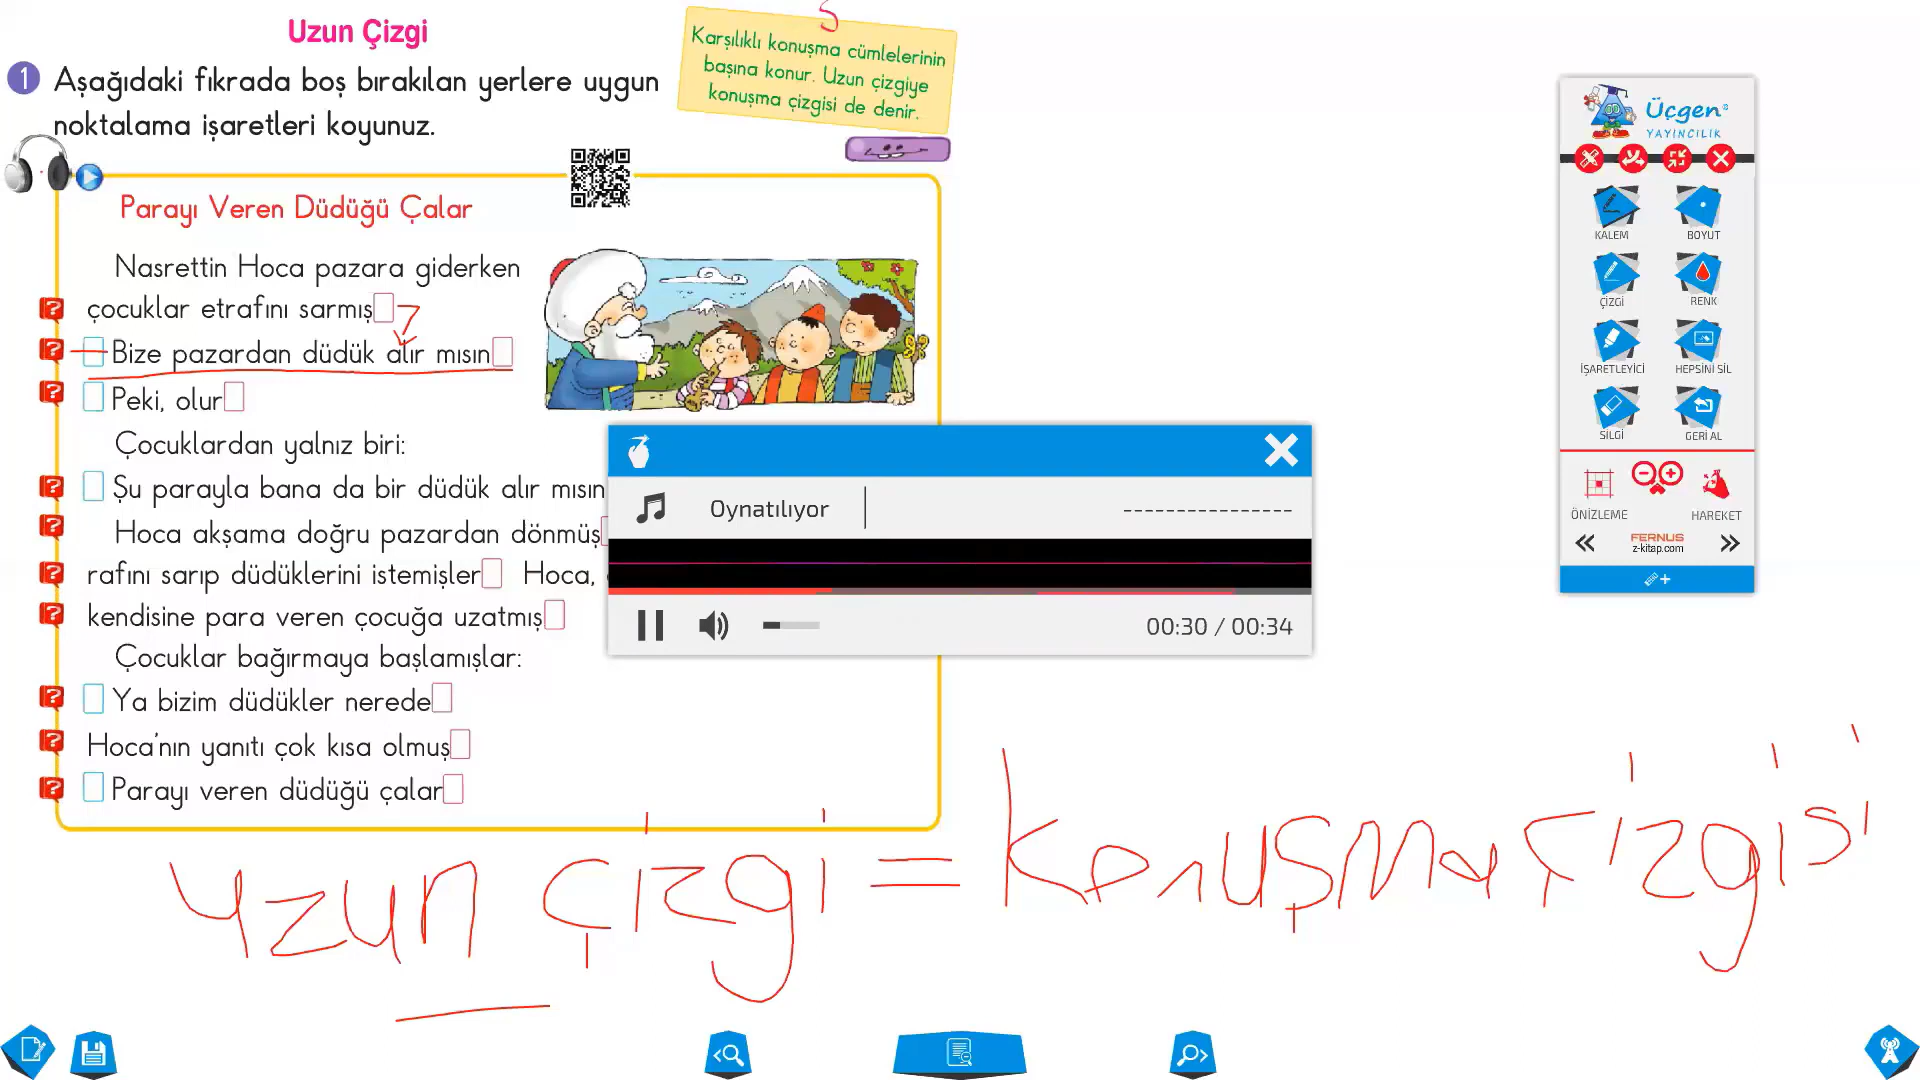 Uzun Çizgi
1 Aşağıdaki fıkrada boş bırakılan yerlere uygun
noktalama işaretleri koyunuz.
Karşılıklı konuşma cümlelerinin
başına konur. Uzun çizgiye
konuşma çizgisi de denir.
Parayı Veren Düdüğü Çalar
Nasrettin Hoca pazara giderken
çocuklar etrafını sarmış
Bize pazardan düdük alır mısın
Peki, olur
Çocuklardan yalnız biri:
Şu parayla bana da bir düdük alır mısın
Hoca akşama doğru pazardan dönmüş
rafını sarıp düdüklerini istemişler Hoca,
kendisine para veren çocuğa uzatmış
Çocuklar bağırmaya başlamışlar:
Ya bizim düdükler nerede
Hoca'nın yanıtı çok kısa olmuş
Parayı veren düdüğü çalar
Oynatılıyor
---------------
00:30 / 00:34
Üçgen
YAYINCILIK
KALEM BOYUT
ÇİZGİ RENK
İŞARETLEYİCİ HEPSİNİ SİL
SİLGİ GERİ AL
ÖNİZLEME HAREKET
FERNUS
z-kitap.com
uzun çizgi = konuşma çizgisi